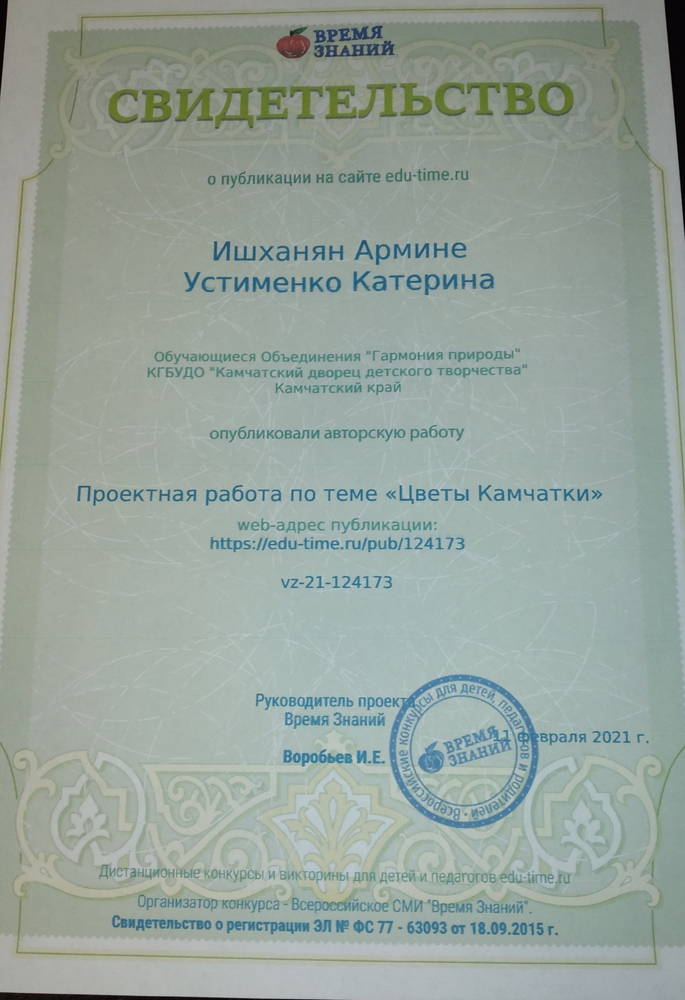 ВРЕМЯ
ЗНАНИЙ
СВИДЕТЕЛЬСТВО
о публикации на сайте edu-time.ru
Ишханян Армине
Устименко Катерина
Обучающиеся Объединения "Гармония природы"
КГБУДО "Камчатский дворец детского творчества"
Камчатский край
опубликовали авторскую работу
Проектная работа по теме «Цветы Камчатки»
web-адрес публикации:
https://edu-time.ru/pub/124173
vz-21-124173
Руководитель проекта
Время Знаний
Воробьев И.Е.
Всероссийские конкурсы для детей, педагогов и родителей •
ВРЕМЯ
ЗНАНИЙ
11 февраля 2021 г.
Дистанционные конкурсы и викторины для детей и педагогов edu-time.ru
Организатор конкурса - Всероссийское СМИ "Время Знаний".
Свидетельство о регистрации ЭЛ № ФС 77 - 63093 от 18.09.2015 г.